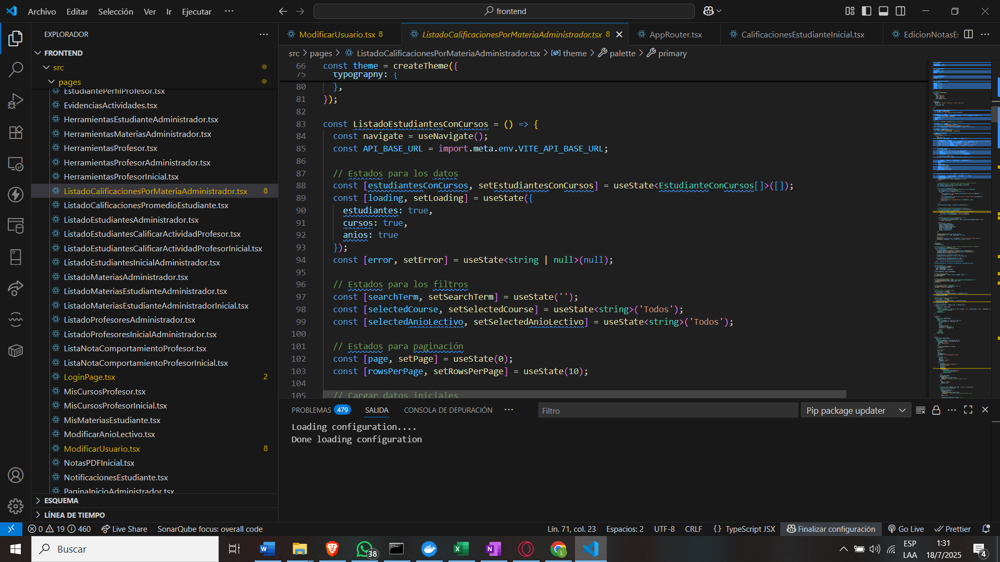 Archivo Editar Selección Ver Ir Ejecutar ···
frontend
EXPLORADOR
FRONTEND
src
pages
EstudiantePerfilProfesor.tsx
EvidenciasActividades.tsx
HerramientasEstudianteAdministrador.tsx
HerramientasMateriasAdministrador.tsx
HerramientasProfesor.tsx
HerramientasProfesorAdministrador.tsx
HerramientasProfesorInicial.tsx
ListadoCalificacionesPorMateriaAdministrador.tsx 8
ListadoCalificacionesPromedioEstudiante.tsx
ListadoEstudiantesAdministrador.tsx
ListadoEstudiantesCalificarActividadProfesor.tsx
ListadoEstudiantesCalificarActividadProfesorInicial.tsx
ListadoEstudiantesInicialAdministrador.tsx
ListadoMateriasAdministrador.tsx
ListadoMateriasEstudianteAdministrador.tsx
ListadoMateriasEstudianteAdministradorInicial.tsx
ListadoProfesoresAdministrador.tsx
ListadoProfesoresInicialAdministrador.tsx
ListaNotaComportamientoProfesor.tsx
ListaNotaComportamientoProfesorInicial.tsx
LoginPage.tsx 2
MisCursosProfesor.tsx
MisCursosProfesorInicial.tsx
MisMateriasEstudiante.tsx
ModificarAnioLectivo.tsx
ModificarUsuario.tsx 8
NotasPDFInicial.tsx
NotificacionesEstudiante.tsx
PaginaInicioAdministrador.tsx
ESQUEMA
LÍNEA DE TIEMPO
ModificarUsuario.tsx 8 ListadoCalificacionesPorMateriaAdministrador.tsx 8 AppRouter.tsx CalificacionesEstudianteInicial.tsx EdicionNotasE
src > pages > ListadoCalificacionesPorMateriaAdministrador.tsx > theme > palette > primary
66 const theme = createTheme({
75 typography: {
80 },
81 });
82
83 const ListadoEstudiantesConCursos = () => {
84 const navigate = useNavigate();
85 const API_BASE_URL = import.meta.env.VITE_API_BASE_URL;
86
87 // Estados para los datos
88 const [estudiantesConCursos, setEstudiantesConCursos] = useState<EstudianteConCursos[]>([]);
89 const [loading, setLoading] = useState({
90 estudiantes: true,
91 cursos: true,
92 anios: true
93 });
94 const [error, setError] = useState<string | null>(null);
95
96 // Estados para los filtros
97 const [searchTerm, setSearchTerm] = useState('');
98 const [selectedCourse, setSelectedCourse] = useState<string>('Todos');
99 const [selectedAnioLectivo, setSelectedAnioLectivo] = useState<string>('Todos');
100
101 // Estados para paginación
102 const [page, setPage] = useState(0);
103 const [rowsPerPage, setRowsPerPage] = useState(10);
104
105 // Cargar datos iniciales
PROBLEMAS 479 SALIDA CONSOLA DE DEPURACIÓN ··· Filtro Pip package updater
Loading configuration....
Done loading configuration
0 19 460 Live Share SonarQube focus: overall code Lín. 71, col. 23 Espacios: 2 UTF-8 CRLF {} TypeScript JSX Finalizar configuración Go Live Prettier
Buscar
38
ESP
LAA
1:31
18/7/2025
4